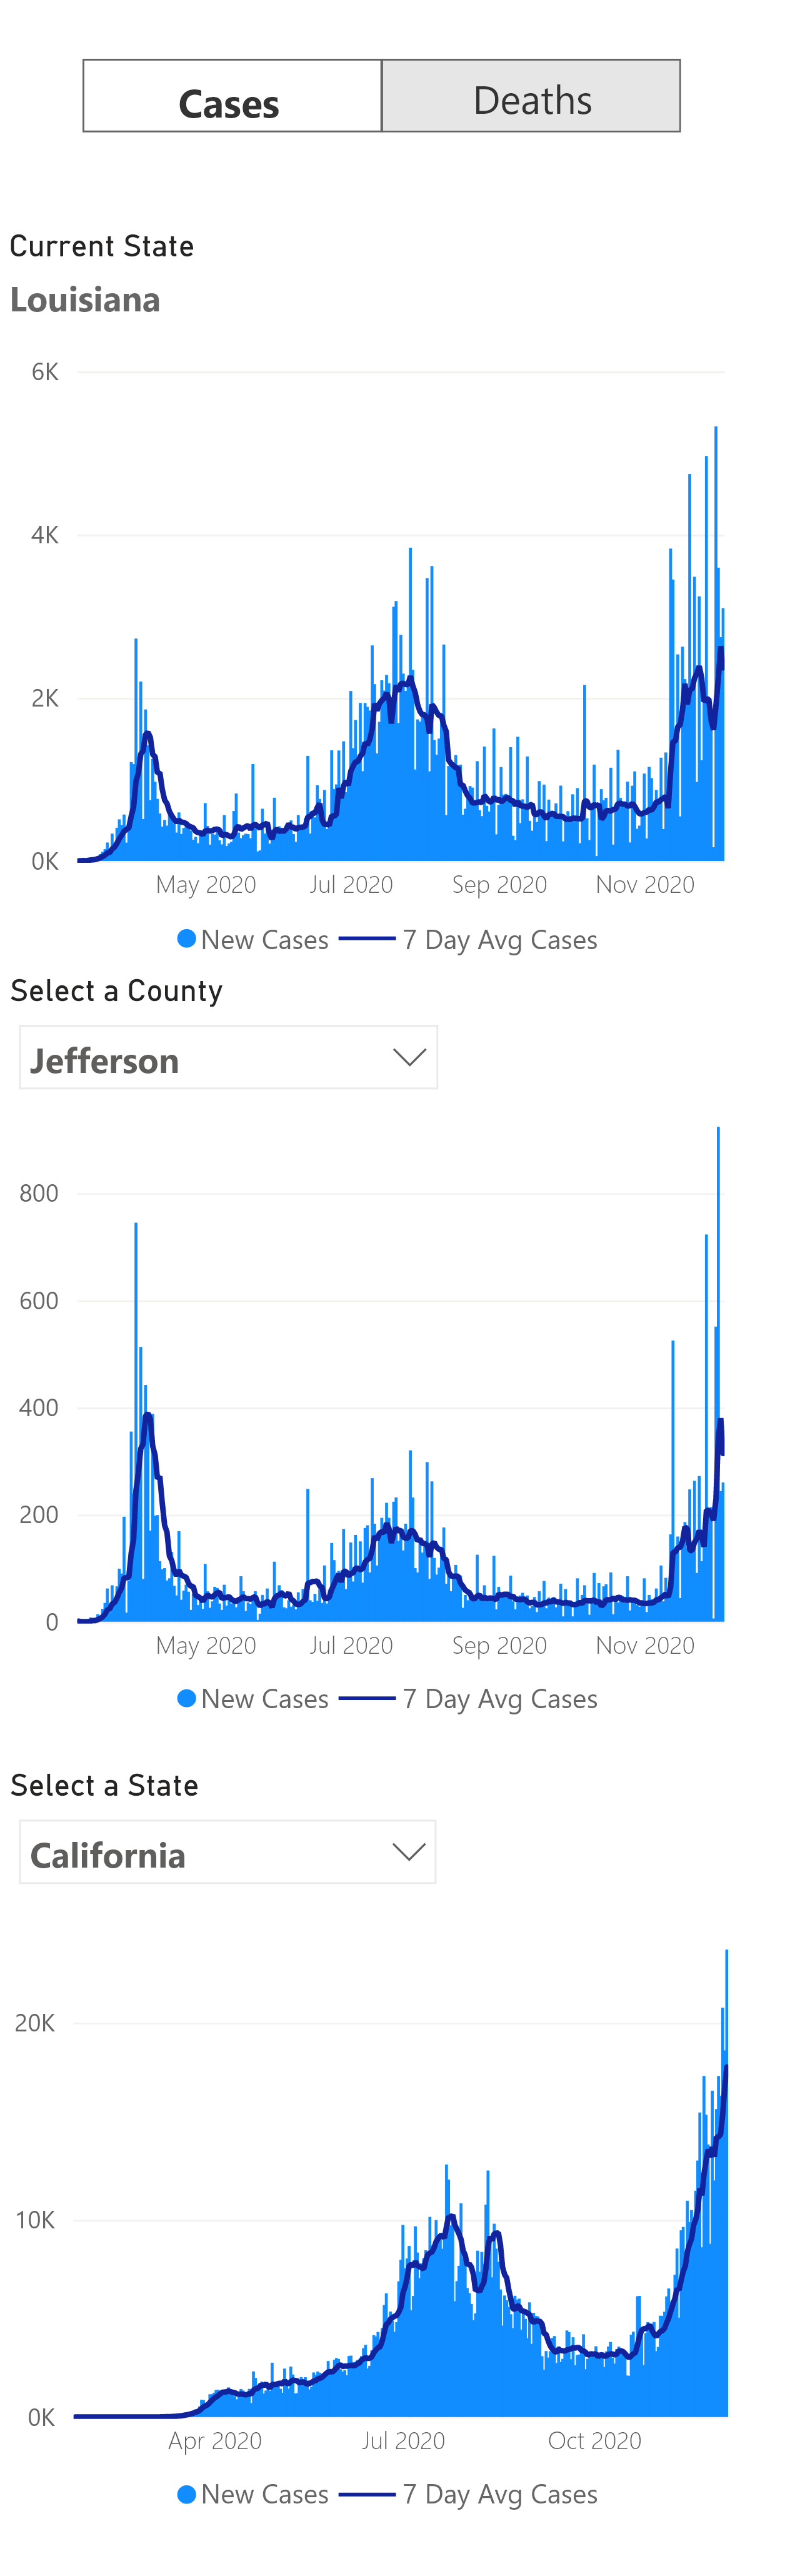 Cases Deaths
Current State
Louisiana
6K
4K
2K
0K
May 2020 Jul 2020 Sep 2020 Nov 2020
New Cases 7 Day Avg Cases
Select a County
Jefferson
800
600
400
200
0
May 2020 Jul 2020 Sep 2020 Nov 2020
New Cases 7 Day Avg Cases
Select a State
California
20K
10K
0K
Apr 2020 Jul 2020 Oct 2020
New Cases 7 Day Avg Cases